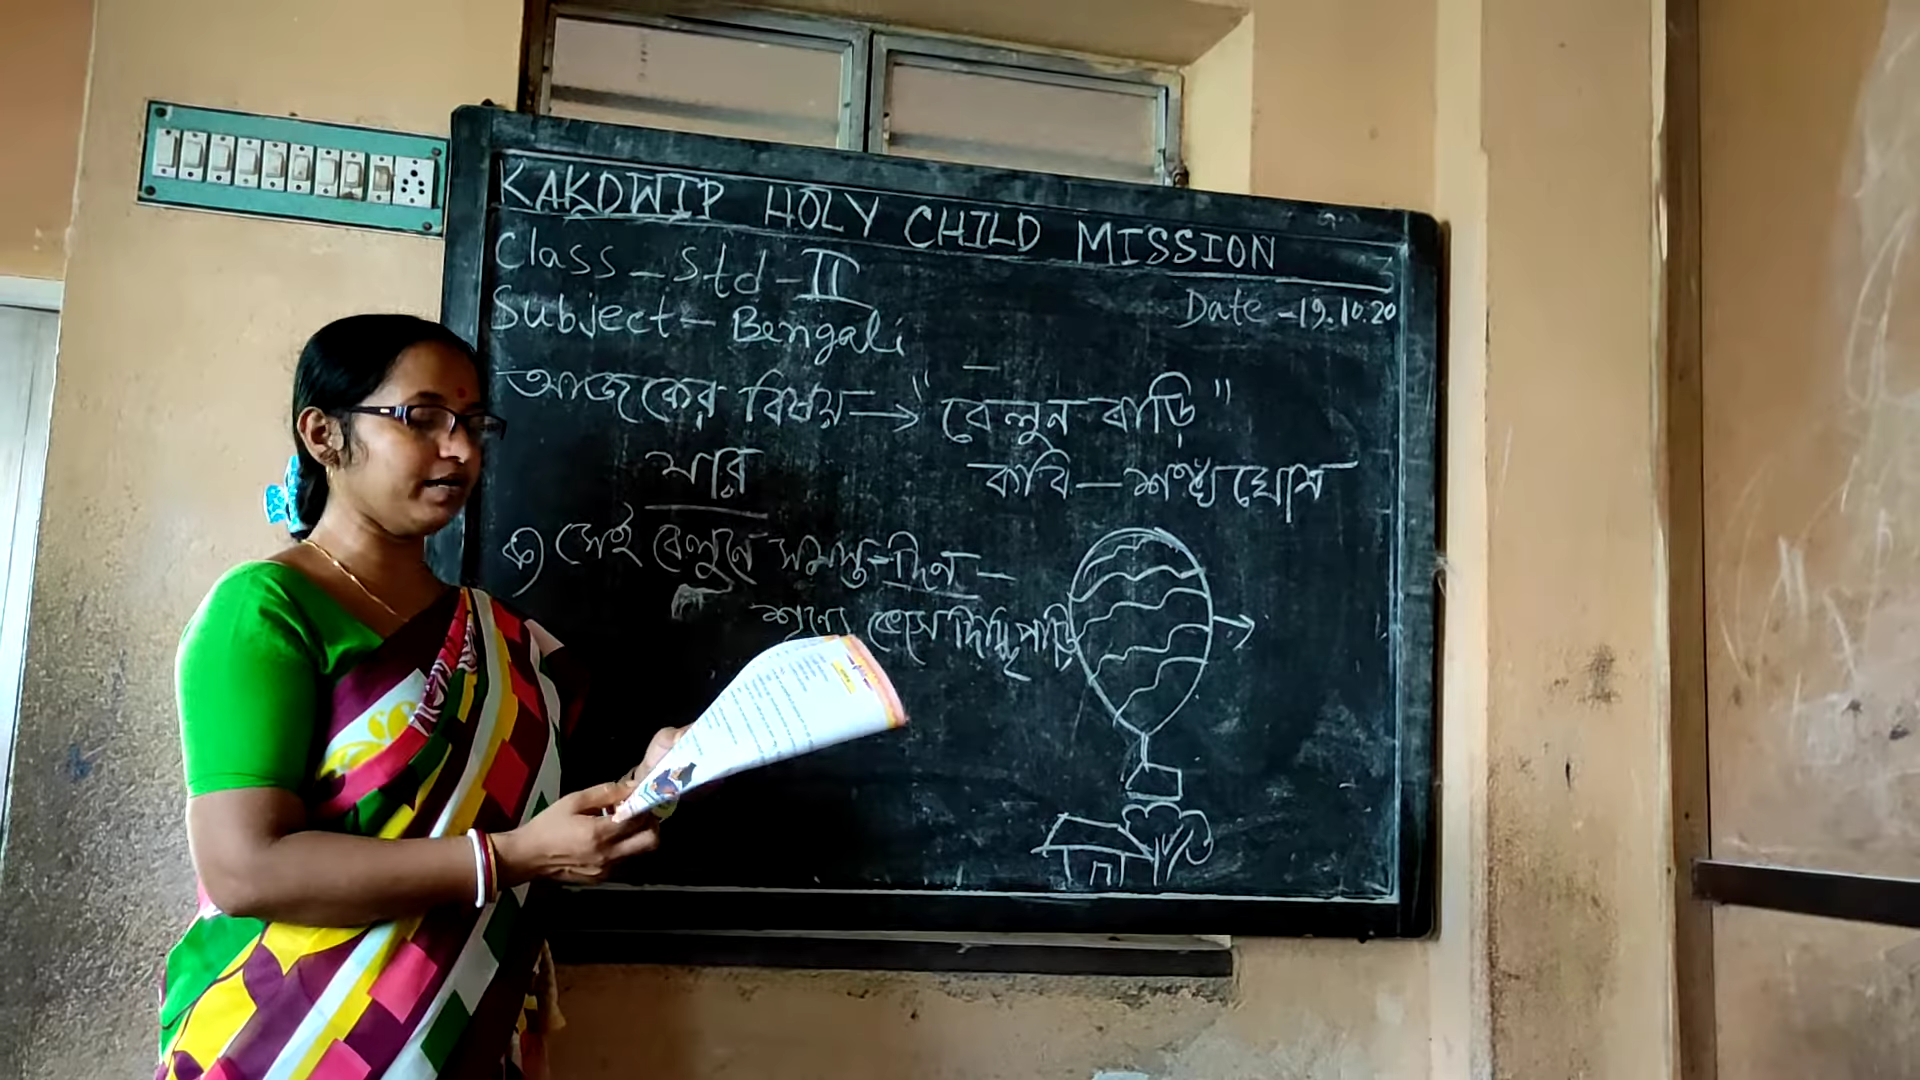 KAKDWIP HOLY CHILD MISSION
Class - Std - II
Date - 19.10.20
Subject - Bengali
আজকের বিষয় → "বেলুন বাড়ি"
কবি - শঙ্খ ঘোষ
সেই বেলুনে সমস্ত-দিন -
শূন্যে ভেসে দিচ্ছি পাড়ি